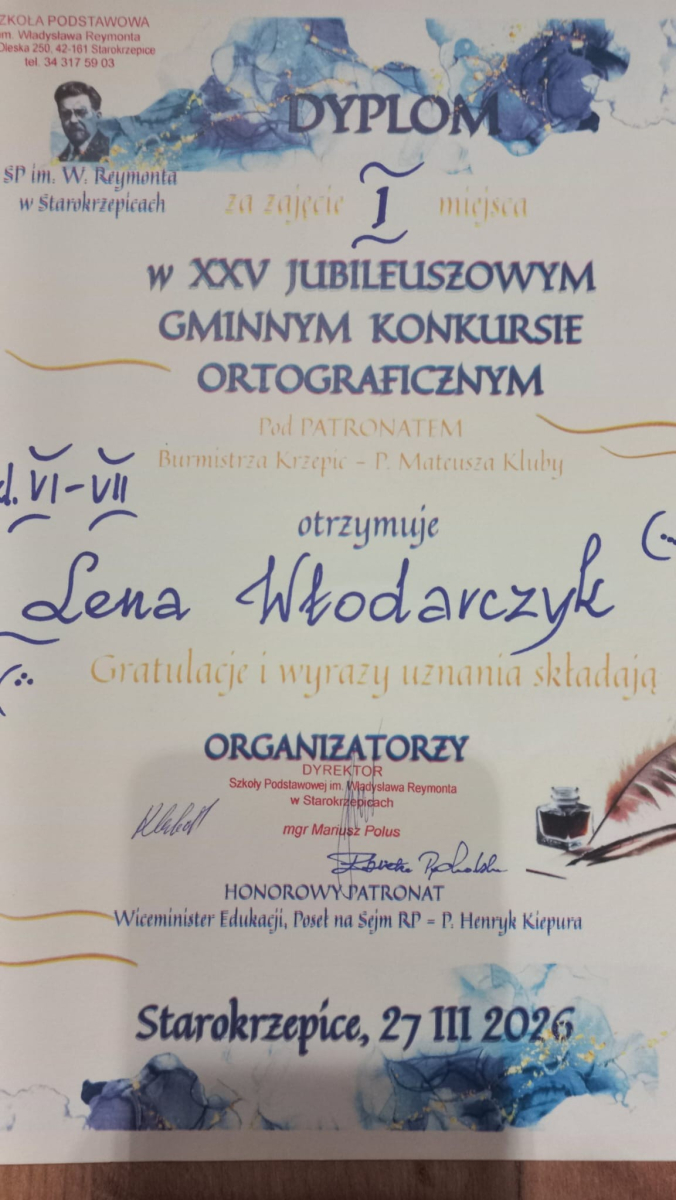 SZKOŁA PODSTAWOWA
im. Władysława Reymonta
Oleska 250, 42-161 Starokrzepice
tel. 34 317 59 03
DYPLOM
SP im. W. Reymonta
w Starokrzepicach
za zajęcie I miejsca
w XXV JUBILEUSZOWYM
GMINNYM KONKURSIE
ORTOGRAFICZNYM
Pod PATRONATEM
Burmistrza Krzepic – P. Mateusza Kluby
kl. VI-VII
otrzymuje
Lena Włodarczyk
Gratulacje i wyrazy uznania składają
ORGANIZATORZY
DYREKTOR
Szkoły Podstawowej im. Władysława Reymonta
w Starokrzepicach
mgr Mariusz Polus
HONOROWY PATRONAT
Wiceminister Edukacji, Poseł na Sejm RP = P. Henryk Kiepura
Starokrzepice, 27 III 2026